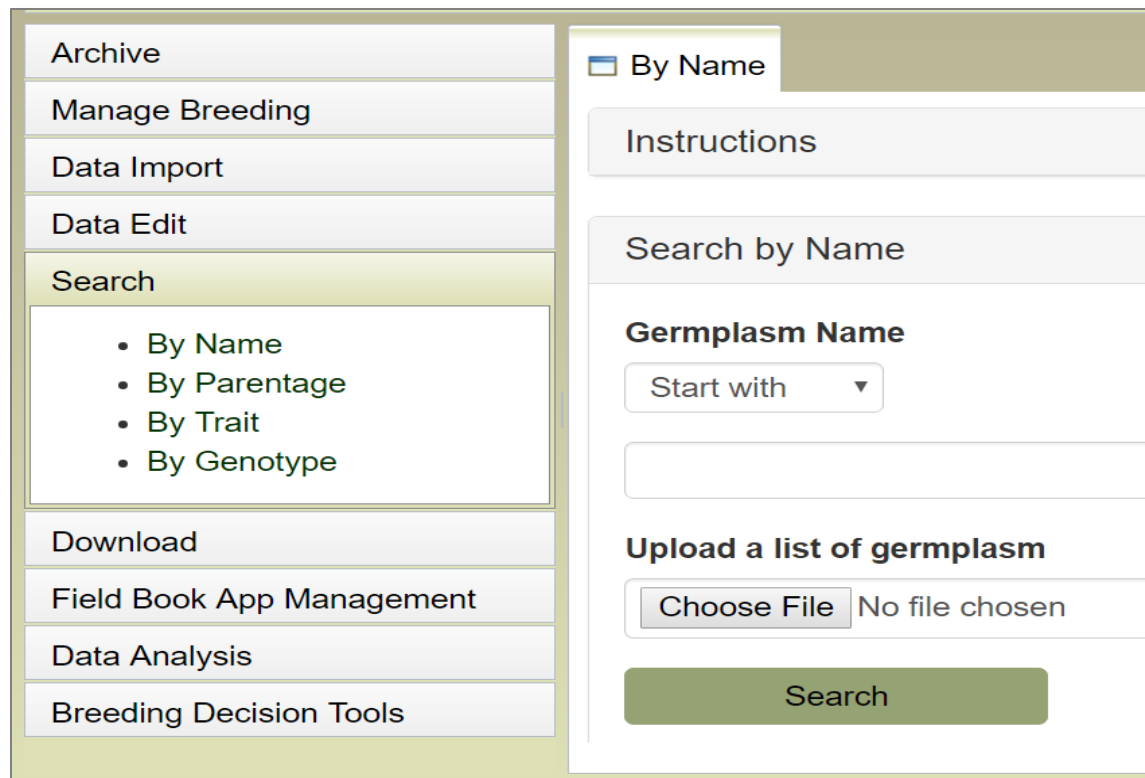 Archive
Manage Breeding
Data Import
Data Edit
Search
By Name
By Parentage
By Trait
By Genotype
Download
Field Book App Management
Data Analysis
Breeding Decision Tools
By Name
Instructions
Search by Name
Germplasm Name
Start with
Upload a list of germplasm
Choose File No file chosen
Search